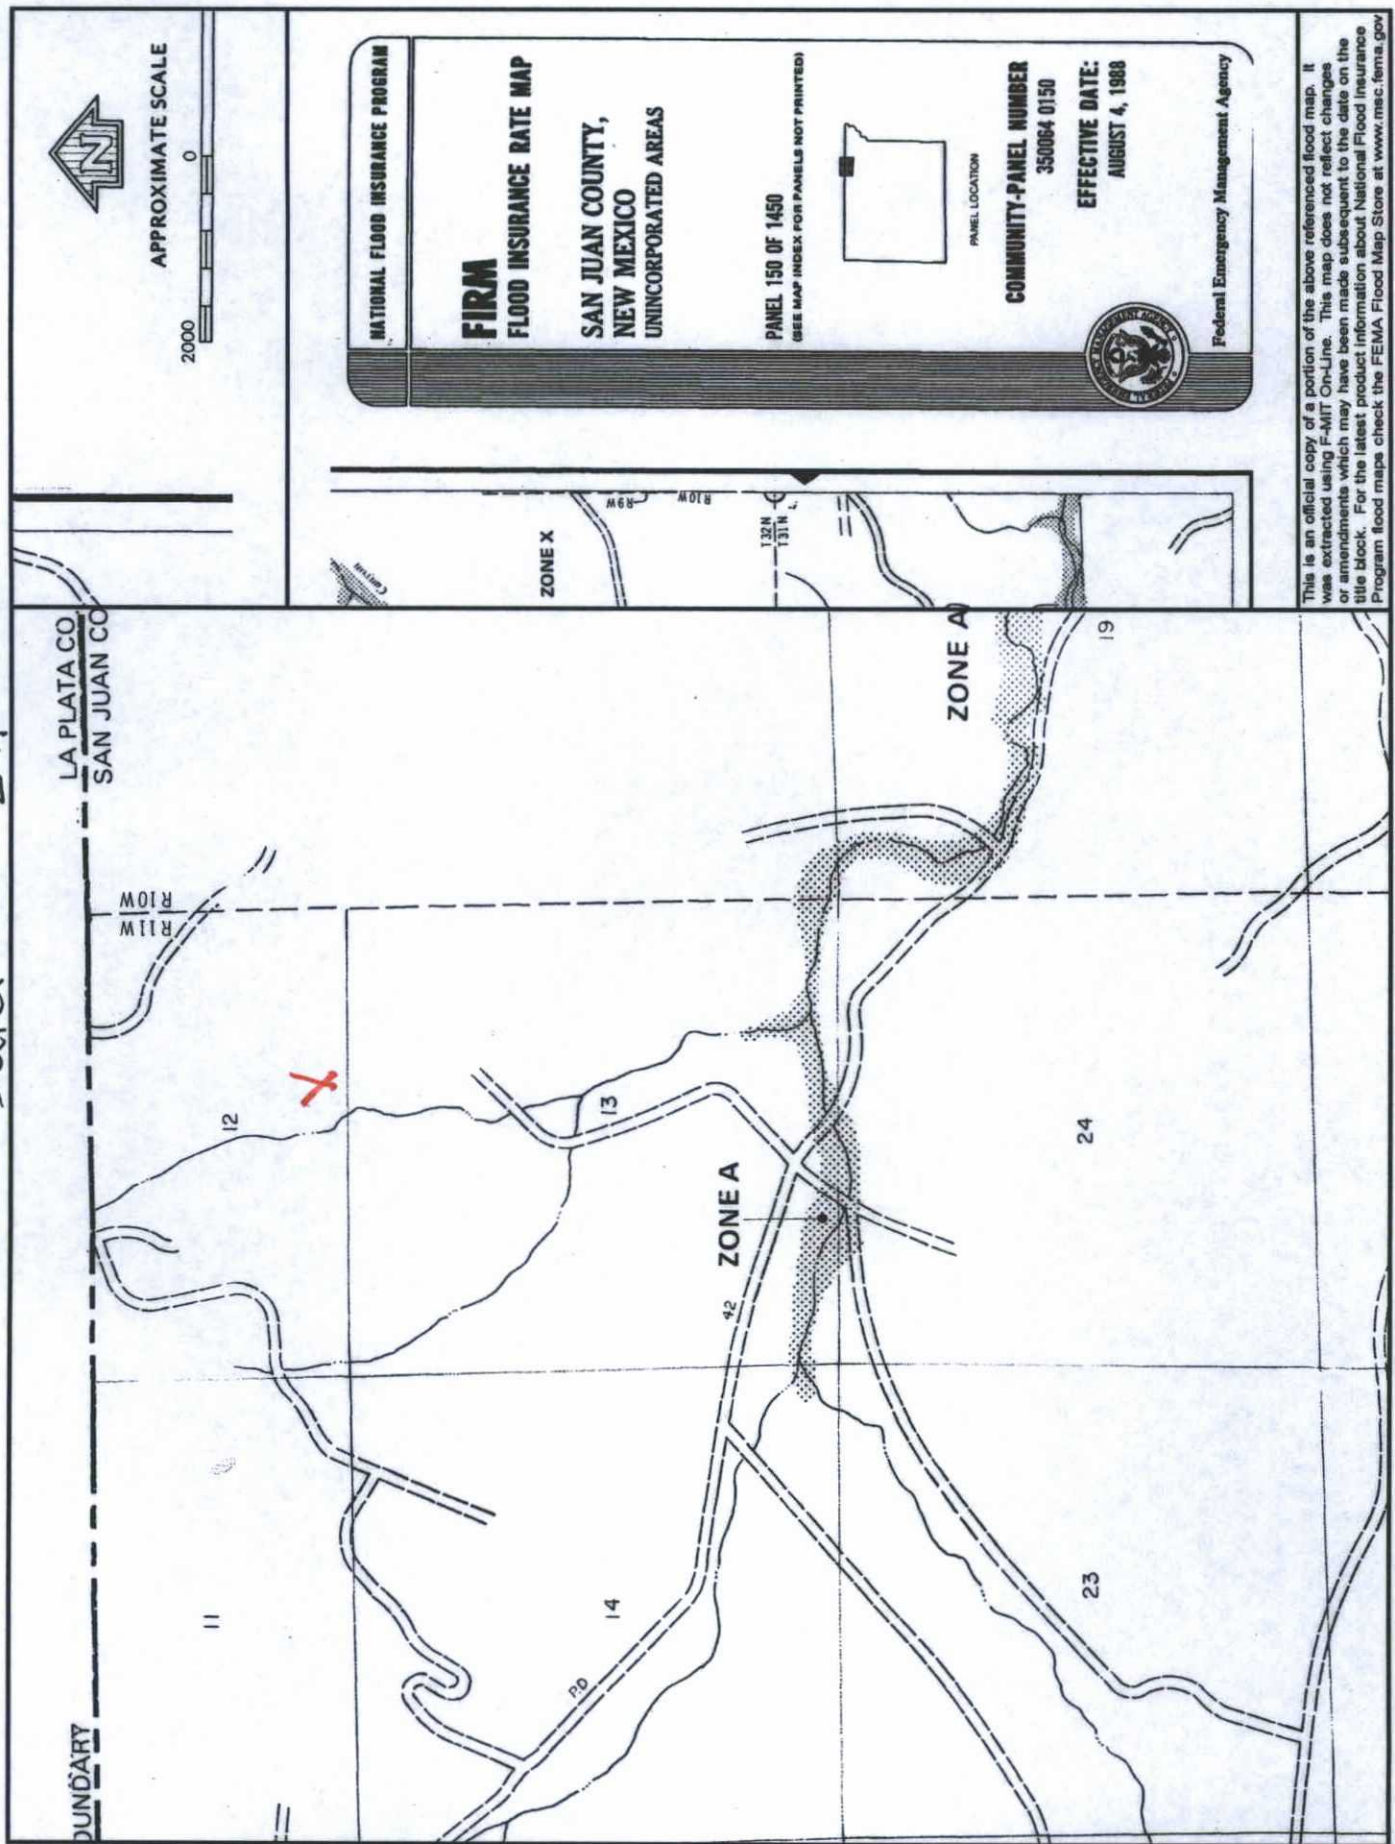 LA PLATA CO.
SAN JUAN CO
OUNDARY
R10W
R11W
11
12
13
14
P.D
42
ZONE A
23
24
ZONE A
19
APPROXIMATE SCALE
2000
0
N
NATIONAL FLOOD INSURANCE PROGRAM
FIRM
FLOOD INSURANCE RATE MAP
SAN JUAN COUNTY,
NEW MEXICO
UNINCORPORATED AREAS
PANEL 150 OF 1450
(SEE MAP INDEX FOR PANELS NOT PRINTED)
PANEL LOCATION
COMMUNITY-PANEL NUMBER
350064 0150
EFFECTIVE DATE:
AUGUST 4, 1988
Federal Emergency Management Agency
ZONE X
R9W
R10W
T32N
T31N
This is an official copy of a portion of the above referenced flood map. It
was extracted using F-MIT On-Line. This map does not reflect changes
or amendments which may have been made subsequent to the date on the
title block. For the latest product information about National Flood Insurance
Program flood maps check the FEMA Flood Map Store at www.msc.fema.gov